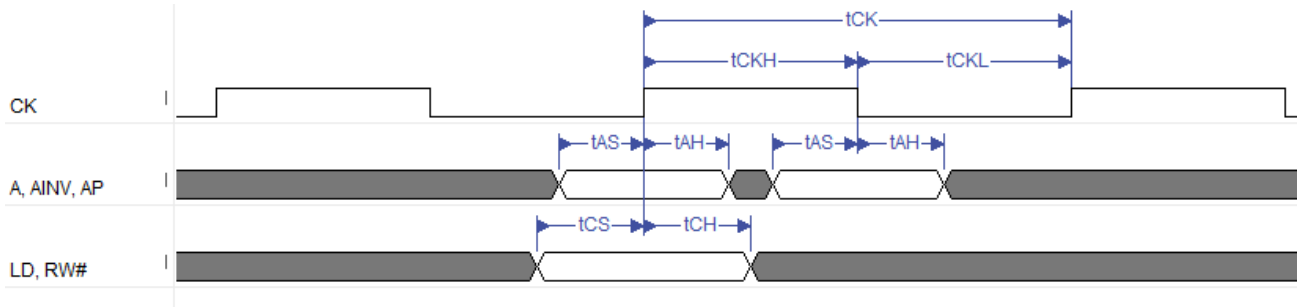 tCK
tCKH tCKL
CK
tAS tAH tAS tAH
A, AINV, AP
tCS tCH
LD, RW#